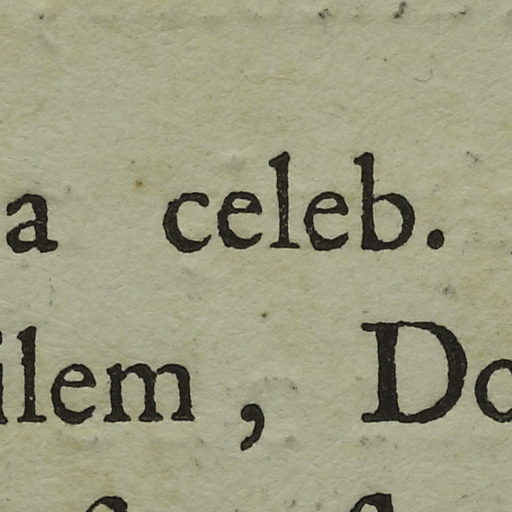 a celeb.
ilem, Do